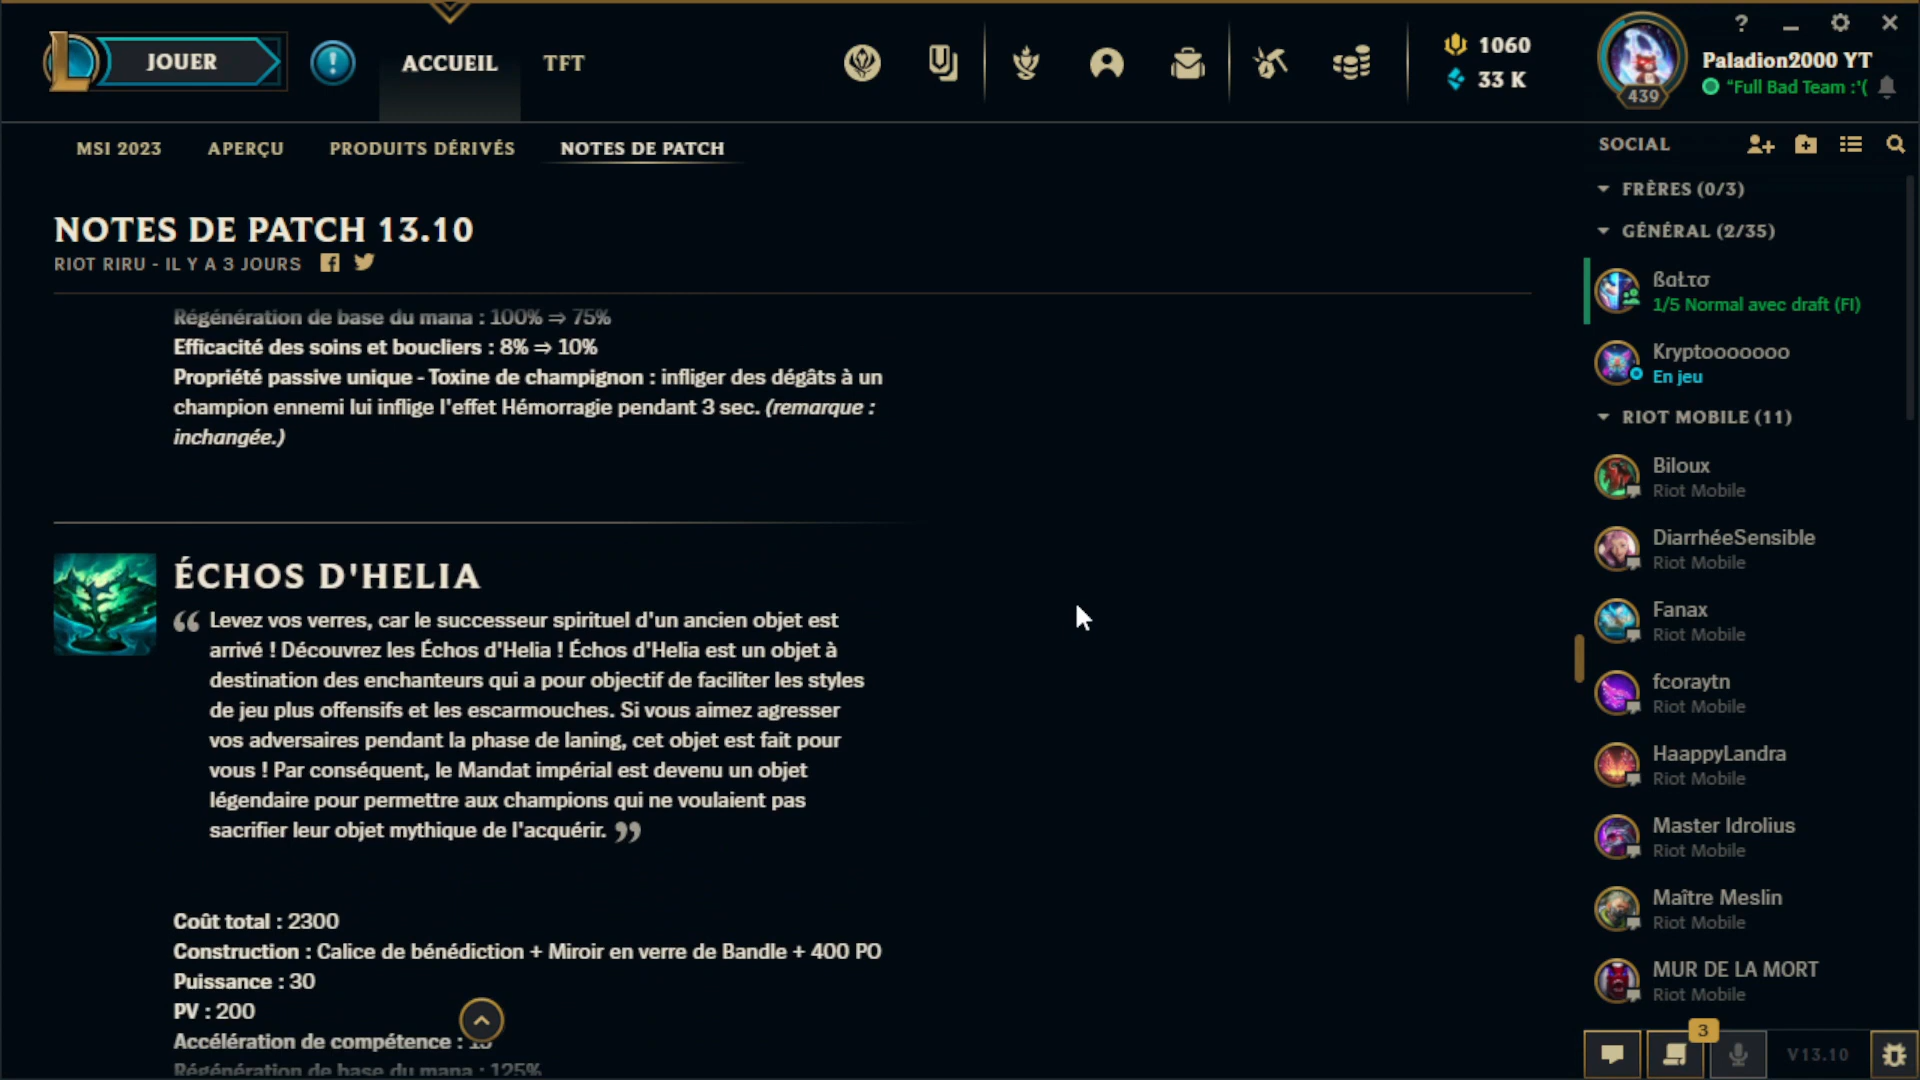 JOUER
ACCUEIL
TFT
1060
33 K
439
?
Paladion2000 YT
"Full Bad Team :'(
MSI 2023
APERÇU
PRODUITS DÉRIVÉS
NOTES DE PATCH
NOTES DE PATCH 13.10
RIOT RIRU - IL Y A 3 JOURS
Régénération de base du mana : 100% ⇒ 75%
Efficacité des soins et boucliers : 8% ⇒ 10%
Propriété passive unique - Toxine de champignon : infliger des dégâts à un
champion ennemi lui inflige l'effet Hémorragie pendant 3 sec. (remarque :
inchangée.)
ÉCHOS D'HELIA
“ Levez vos verres, car le successeur spirituel d'un ancien objet est
arrivé ! Découvrez les Échos d'Helia ! Échos d'Helia est un objet à
destination des enchanteurs qui a pour objectif de faciliter les styles
de jeu plus offensifs et les escarmouches. Si vous aimez agresser
vos adversaires pendant la phase de laning, cet objet est fait pour
vous ! Par conséquent, le Mandat impérial est devenu un objet
légendaire pour permettre aux champions qui ne voulaient pas
sacrifier leur objet mythique de l'acquérir. ”
Coût total : 2300
Construction : Calice de bénédiction + Miroir en verre de Bandle + 400 PO
Puissance : 30
PV : 200
Accélération de compétence :
Régénération de base du mana : 125%
SOCIAL
FRÈRES (0/3)
GÉNÉRAL (2/35)
ßαŁτσ
1/5 Normal avec draft (FI)
Kryptooooooo
En jeu
RIOT MOBILE (11)
Biloux
Riot Mobile
DiarrhéeSensible
Riot Mobile
Fanax
Riot Mobile
fcoraytn
Riot Mobile
HaappyLandra
Riot Mobile
Master Idrolius
Riot Mobile
Maître Meslin
Riot Mobile
MUR DE LA MORT
Riot Mobile
3
V13.10